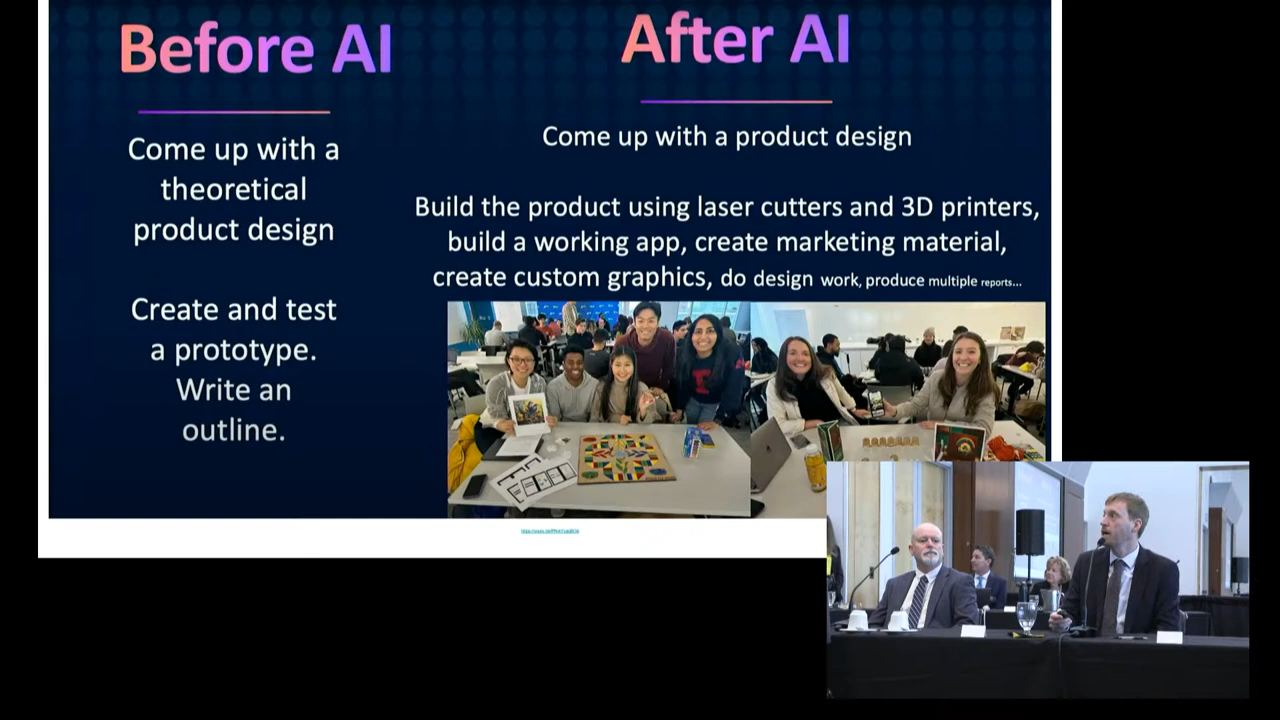 Before AI
Come up with a
theoretical
product design
Create and test
a prototype.
Write an
outline.
After AI
Come up with a product design
Build the product using laser cutters and 3D printers,
build a working app, create marketing material,
create custom graphics, do design work, produce multiple reports...